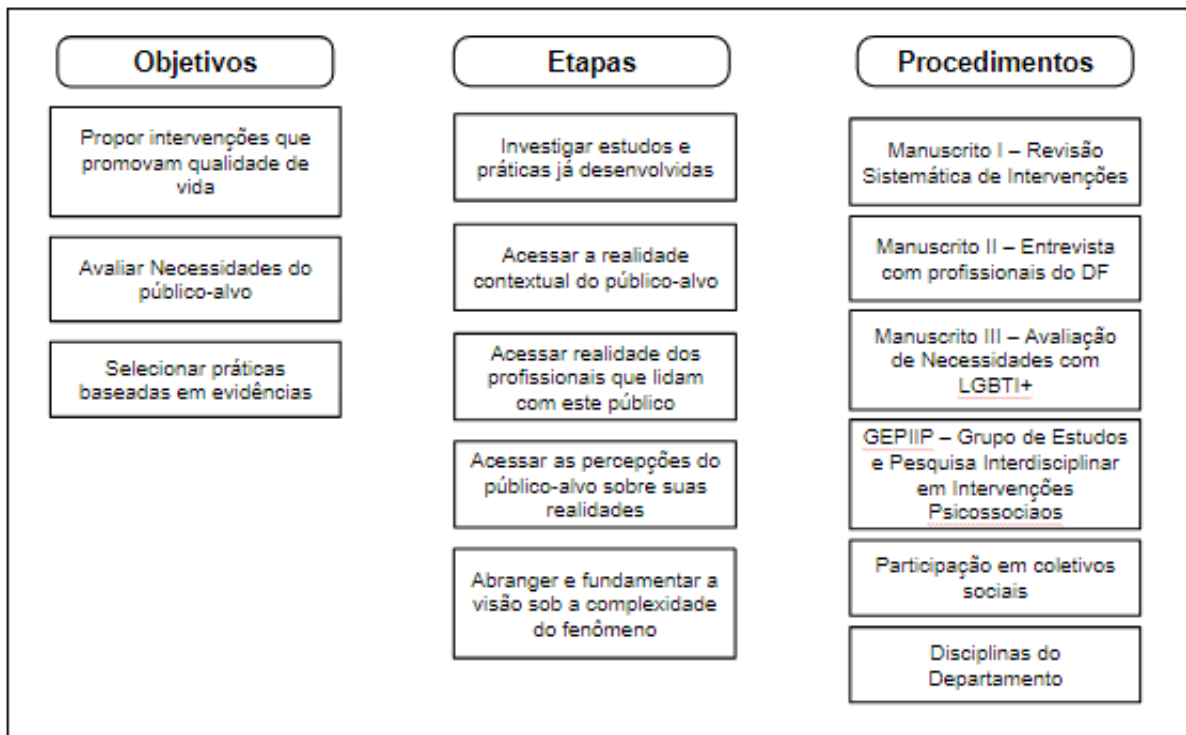 Objetivos
Propor intervenções que
promovam qualidade de
vida
Avaliar Necessidades do
público-alvo
Selecionar práticas
baseadas em evidências
Etapas
Investigar estudos e
práticas já desenvolvidas
Acessar a realidade
contextual do público-alvo
Acessar realidade dos
profissionais que lidam
com este público
Acessar as percepções do
público-alvo sobre suas
realidades
Abranger e fundamentar a
visão sob a complexidade
do fenômeno
Procedimentos
Manuscrito I – Revisão
Sistemática de Intervenções
Manuscrito II – Entrevista
com profissionais do DF
Manuscrito III – Avaliação
de Necessidades com
LGBTI+
GEPIIP – Grupo de Estudos
e Pesquisa Interdisciplinar
em Intervenções
Psicossociaos
Participação em coletivos
sociais
Disciplinas do
Departamento